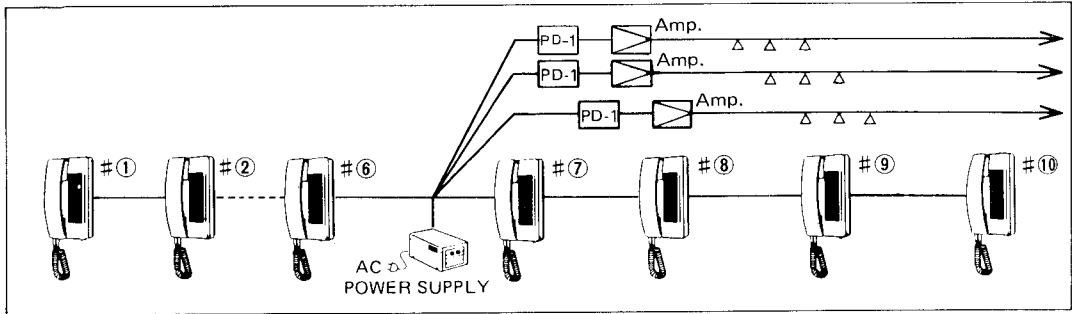 Amp.
PD-1
Amp.
PD-1
Amp.
PD-1
#① #② #⑥ #⑦ #⑧ #⑨ #⑩
AC
POWER SUPPLY